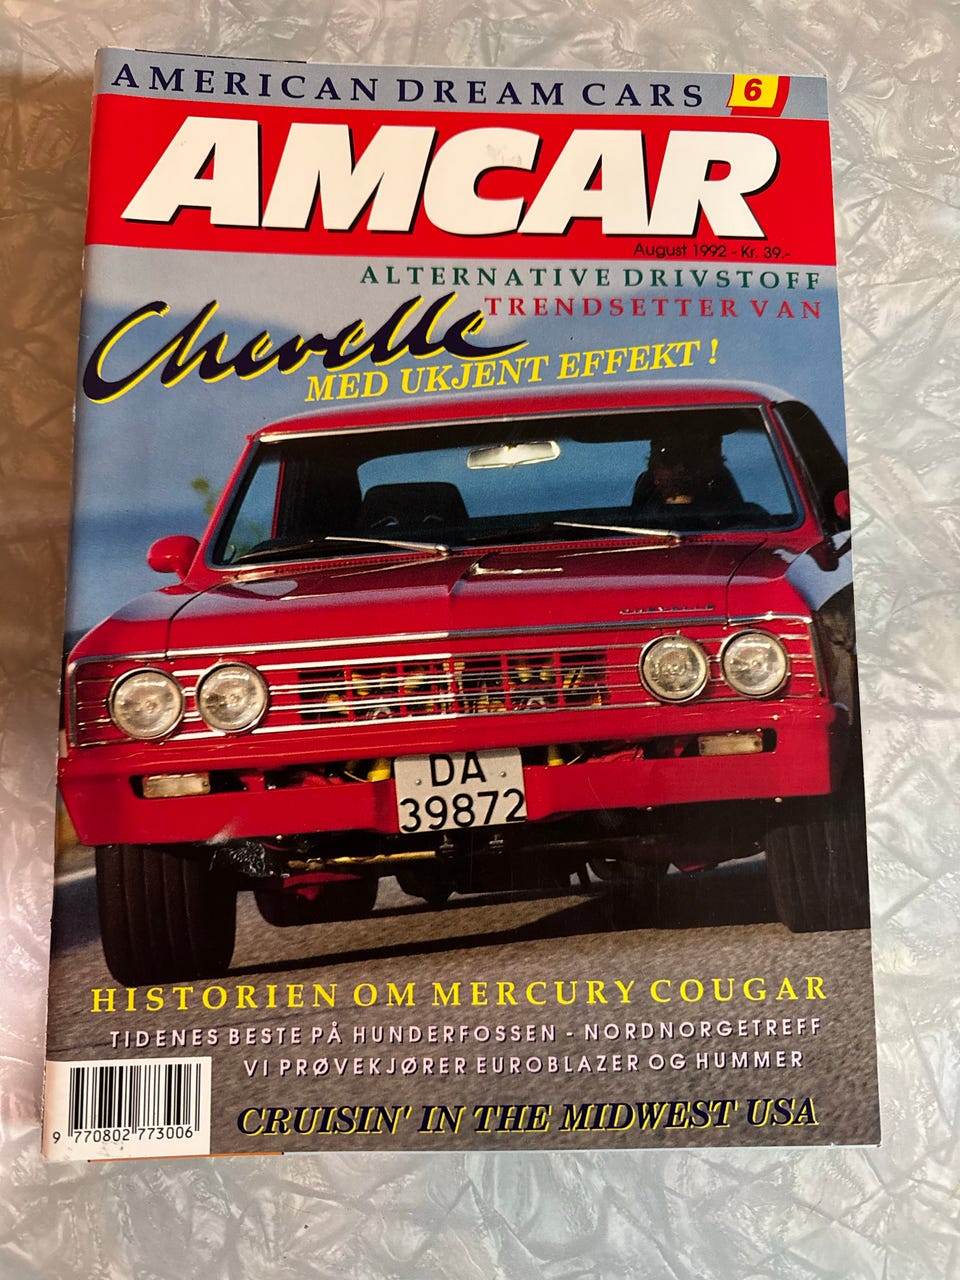 AMERICAN DREAM CARS
6
AMCAR
August 1992 - Kr. 39.-
ALTERNATIVE DRIVSTOFF
TRENDSETTER VAN
Chevelle
MED UKJENT EFFEKT!
CHEVELLE
DA
39872
HISTORIEN OM MERCURY COUGAR
TIDENES BESTE PÅ HUNDERFOSSEN - NORDNORGETREFF
VI PRØVEKJØRER EUROBLAZER OG HUMMER
CRUISIN' IN THE MIDWEST USA
9 770802 773006